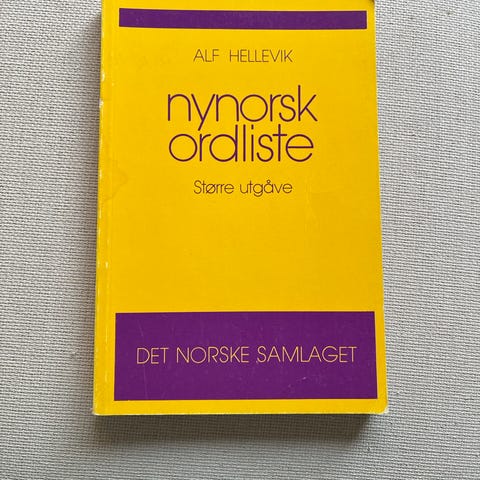 ALF HELLEVIK
nynorsk
ordliste
Større utgåve
DET NORSKE SAMLAGET